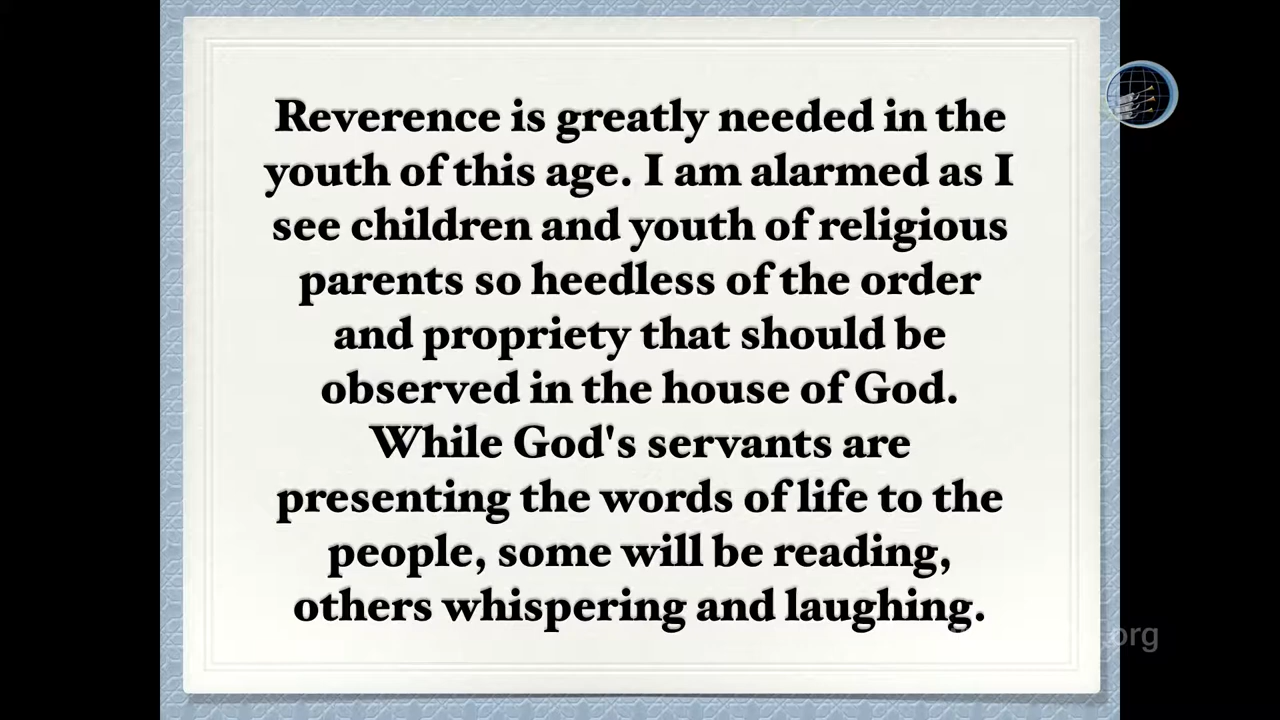 Reverence is greatly needed in the
youth of this age. I am alarmed as I
see children and youth of religious
parents so heedless of the order
and propriety that should be
observed in the house of God.
While God's servants are
presenting the words of life to the
people, some will be reading,
others whispering and laughing.
.org